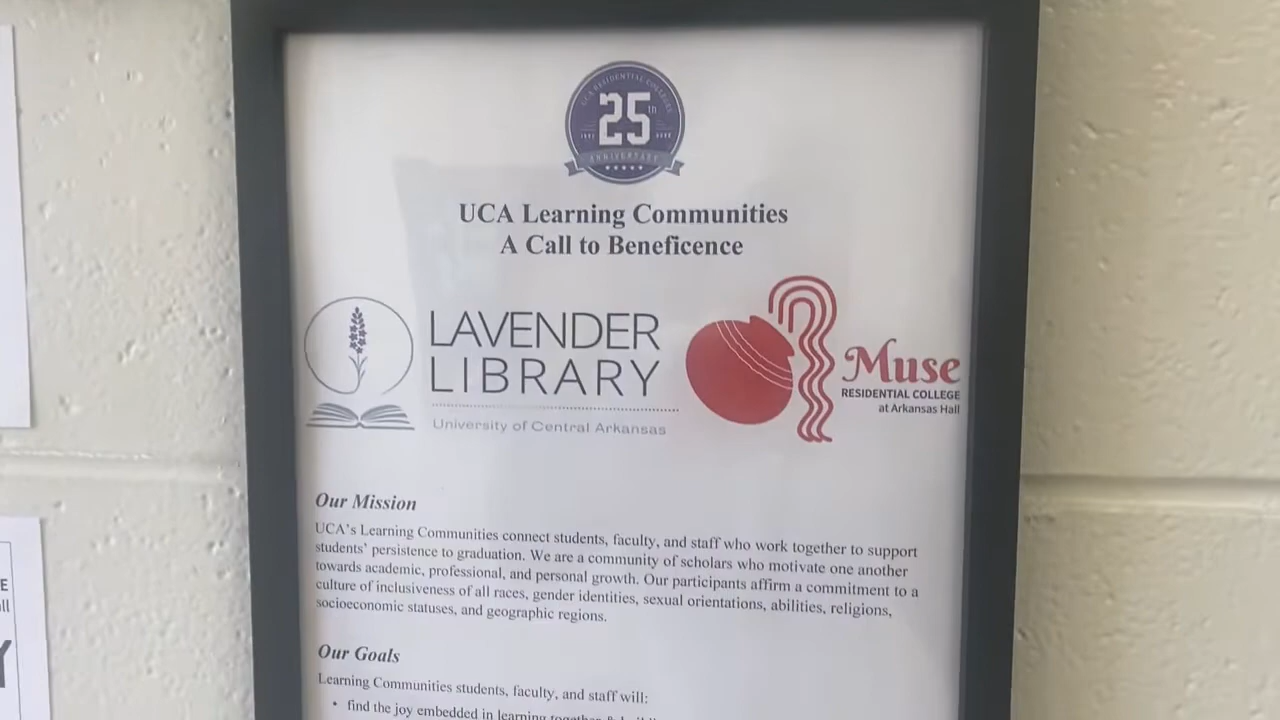 UCA RESIDENTIAL COLLEGES
25TH
ANNIVERSARY
UCA Learning Communities
A Call to Beneficence
LAVENDER
LIBRARY
University of Central Arkansas
Muse
RESIDENTIAL COLLEGE
at Arkansas Hall
Our Mission
UCA's Learning Communities connect students, faculty, and staff who work together to support
students' persistence to graduation. We are a community of scholars who motivate one another
towards academic, professional, and personal growth. Our participants affirm a commitment to a
culture of inclusiveness of all races, gender identities, sexual orientations, abilities, religions,
socioeconomic statuses, and geographic regions.
Our Goals
Learning Communities students, faculty, and staff will:
• find the joy embedded in learning together &